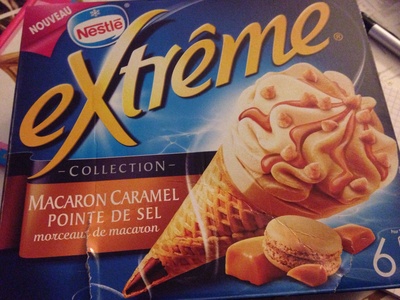 NOUVEAU
Nestlé
eXtrême
®
-COLLECTION-
MACARON CARAMEL
POINTE DE SEL
morceaux de macaron
6